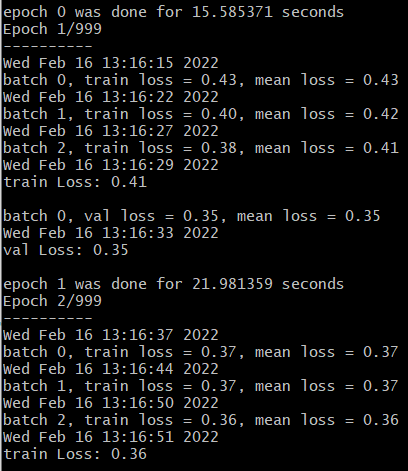 epoch 0 was done for 15.585371 seconds
Epoch 1/999
----------
Wed Feb 16 13:16:15 2022
batch 0, train loss = 0.43, mean loss = 0.43
Wed Feb 16 13:16:22 2022
batch 1, train loss = 0.40, mean loss = 0.42
Wed Feb 16 13:16:27 2022
batch 2, train loss = 0.38, mean loss = 0.41
Wed Feb 16 13:16:29 2022
train Loss: 0.41

batch 0, val loss = 0.35, mean loss = 0.35
Wed Feb 16 13:16:33 2022
val Loss: 0.35

epoch 1 was done for 21.981359 seconds
Epoch 2/999
----------
Wed Feb 16 13:16:37 2022
batch 0, train loss = 0.37, mean loss = 0.37
Wed Feb 16 13:16:44 2022
batch 1, train loss = 0.37, mean loss = 0.37
Wed Feb 16 13:16:50 2022
batch 2, train loss = 0.36, mean loss = 0.36
Wed Feb 16 13:16:51 2022
train Loss: 0.36